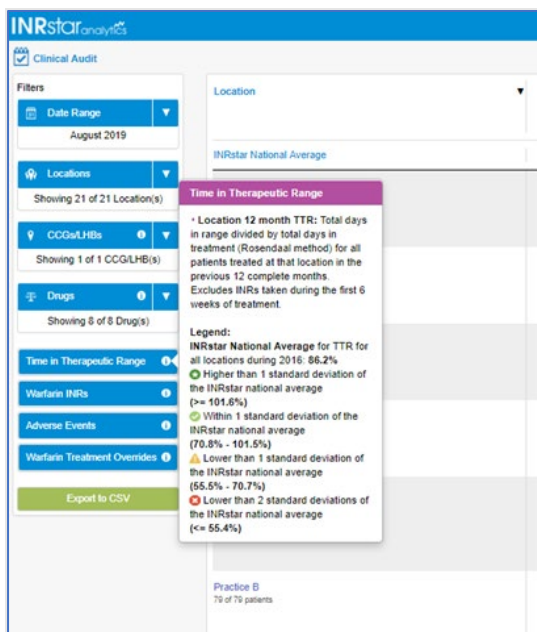 INRstar analytics
Clinical Audit
Filters
Date Range
August 2019
Locations
Showing 21 of 21 Location(s)
CCGs/LHBs
Showing 1 of 1 CCG/LHB(s)
Drugs
Showing 8 of 8 Drug(s)
Time in Therapeutic Range
Warfarin INRs
Adverse Events
Warfarin Treatment Overrides
Export to CSV
Location
INRstar National Average
Time in Therapeutic Range
* Location 12 month TTR: Total days
in range divided by total days in
treatment (Rosendaal method) for all
patients treated at that location in the
previous 12 complete months.
Excludes INRs taken during the first 6
weeks of treatment.
Legend:
INRstar National Average for TTR for
all locations during 2016: 86.2%
Higher than 1 standard deviation of
the INRstar national average
(>= 101.6%)
Within 1 standard deviation of the
INRstar national average
(70.8% - 101.5%)
Lower than 1 standard deviation of
the INRstar national average
(55.5% - 70.7%)
Lower than 2 standard deviations of
the INRstar national average
(<= 55.4%)
Practice B
79 of 79 patients